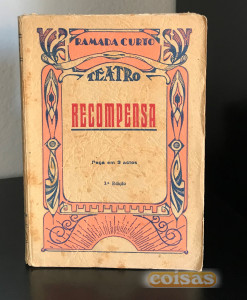 RAMADA CURTO
TEATRO
RECOMPENSA
Peça em 3 actos
2.ª Edição
coisas